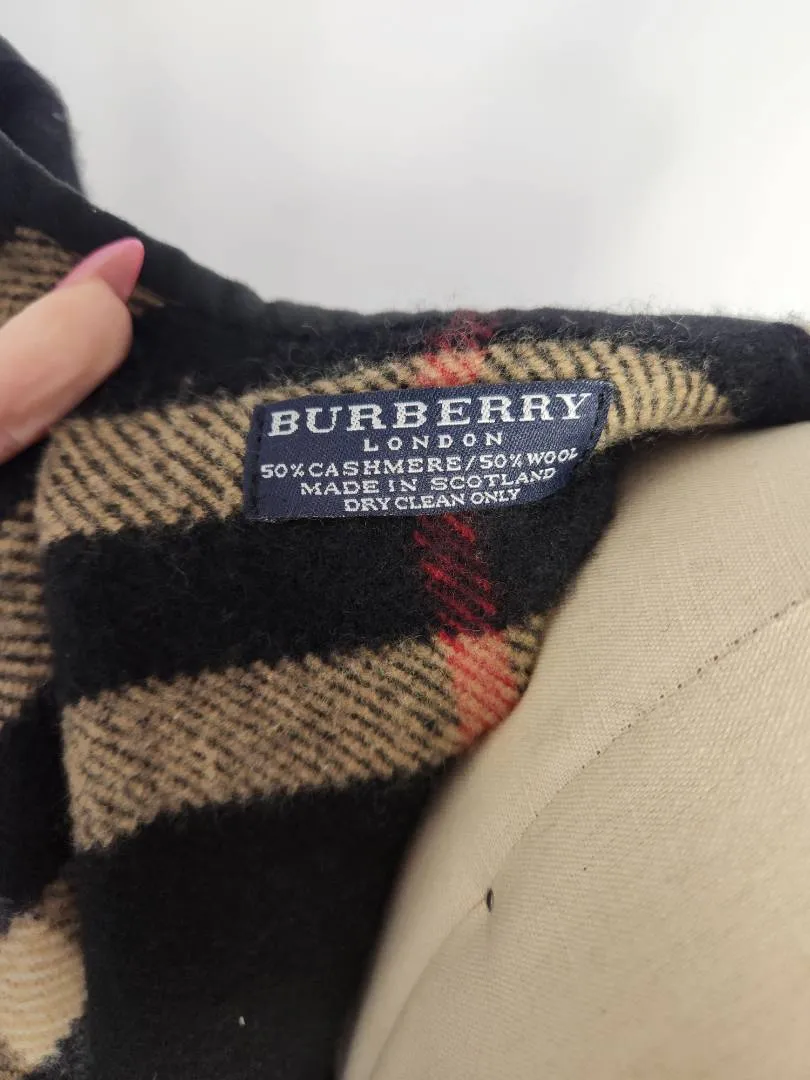 BURBERRY
LONDON
50%CASHMERE/50%WOOL
MADE IN SCOTLAND
DRY CLEAN ONLY